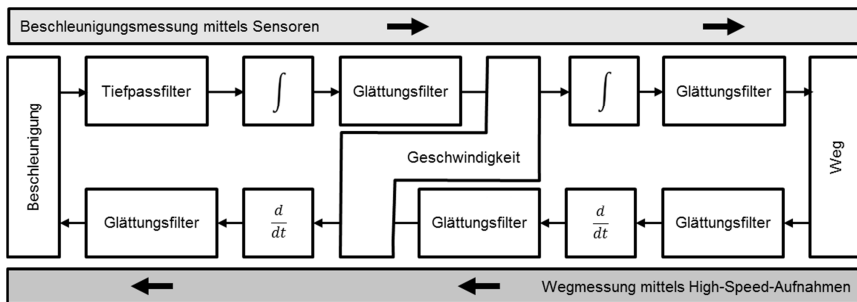 Beschleunigungsmessung mittels Sensoren
Beschleunigung
Tiefpassfilter
∫
Glättungsfilter
Geschwindigkeit
∫
Glättungsfilter
Weg
Glättungsfilter
d/dt
Glättungsfilter
d/dt
Glättungsfilter
Wegmessung mittels High-Speed-Aufnahmen